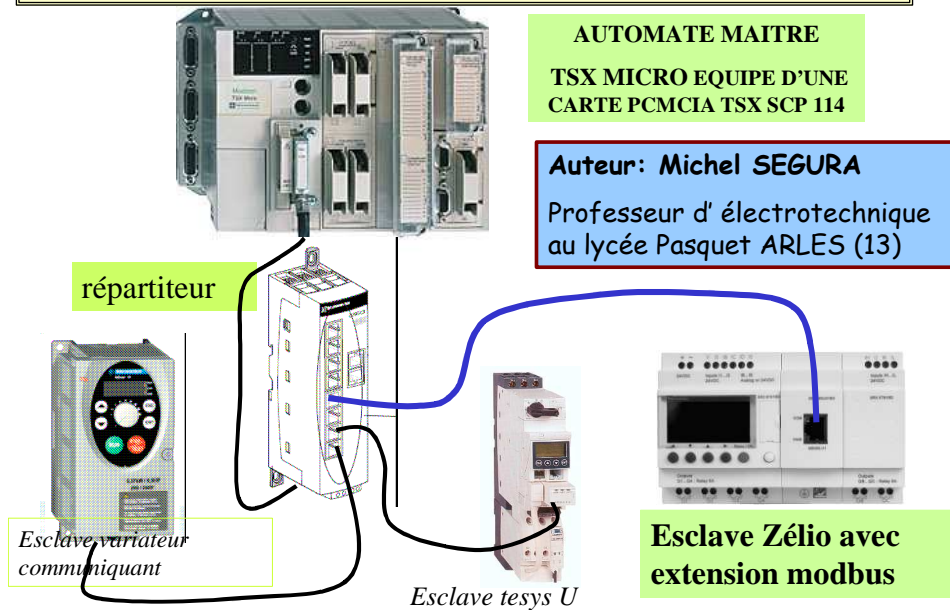 AUTOMATE MAITRE
TSX MICRO EQUIPE D'UNE
CARTE PCMCIA TSX SCP 114
Auteur: Michel SEGURA
Professeur d' électrotechnique
au lycée Pasquet ARLES (13)
répartiteur
Esclave variateur
communiquant
Esclave tesys U
Esclave Zélio avec
extension modbus